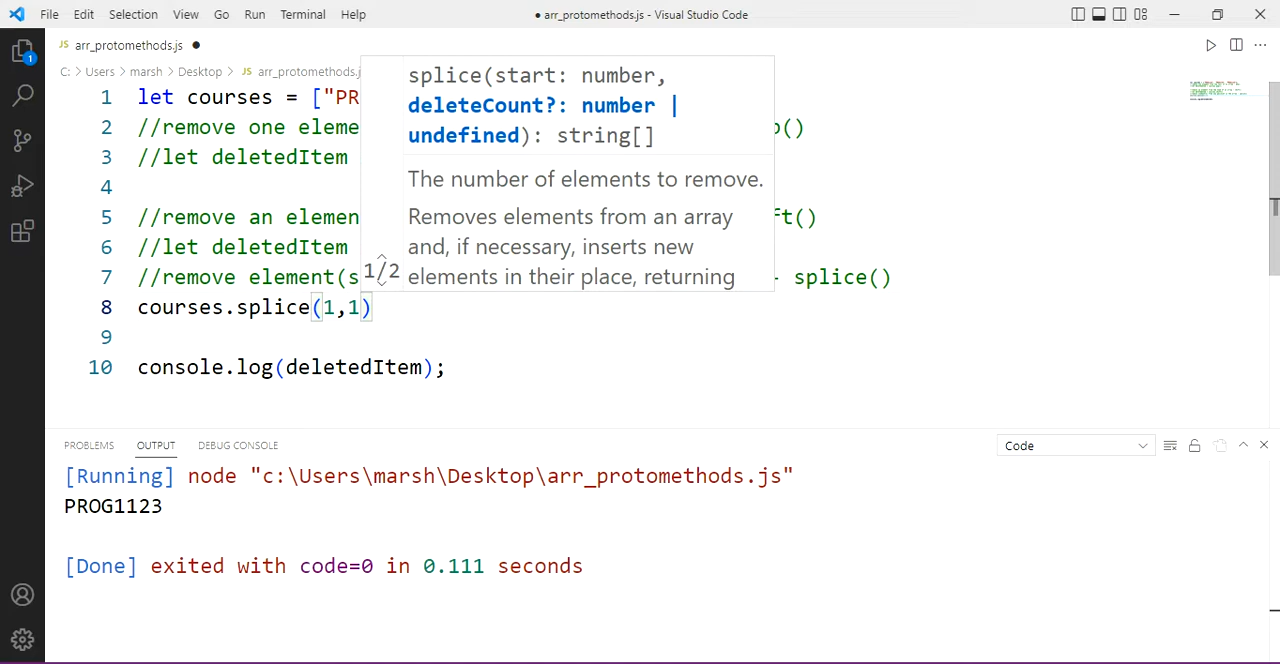 File Edit Selection View Go Run Terminal Help
● arr_protomethods.js - Visual Studio Code
JS arr_protomethods.js ●
C: > Users > marsh > Desktop > JS arr_protomethods.j
1 let courses = ["PR
2 //remove one eleme
3 //let deletedItem
4
5 //remove an elemen
6 //let deletedItem
7 //remove element(s - splice()
8 courses.splice(1,1)
9
10 console.log(deletedItem);
splice(start: number,
deleteCount?: number |
undefined): string[]
The number of elements to remove.
Removes elements from an array
and, if necessary, inserts new
elements in their place, returning
1/2
PROBLEMS OUTPUT DEBUG CONSOLE
Code
[Running] node "c:\Users\marsh\Desktop\arr_protomethods.js"
PROG1123
[Done] exited with code=0 in 0.111 seconds
1